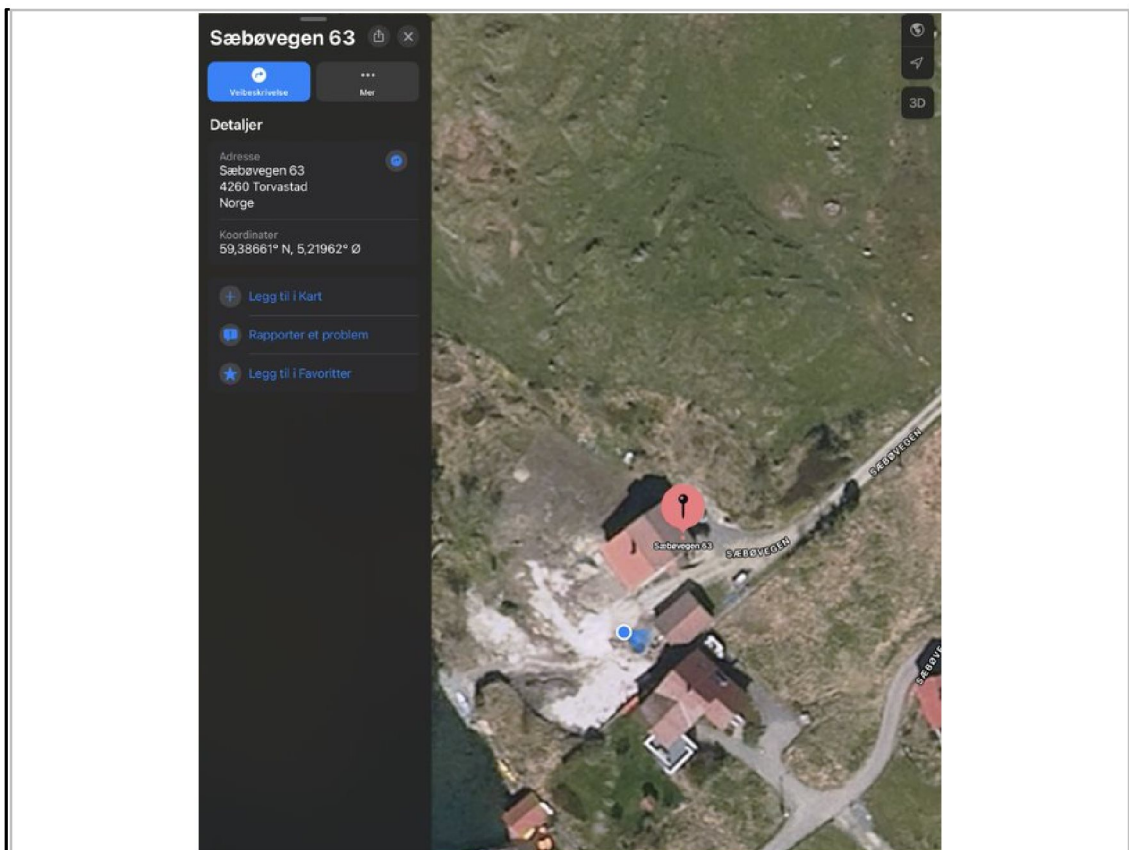 Sæbøvegen 63
Veibeskrivelse
Mer
3D
Detaljer
Adresse
Sæbøvegen 63
4260 Torvastad
Norge
Koordinater
59,38661° N, 5,21962° Ø
Legg til i Kart
Rapporter et problem
Legg til i Favoritter
SÆBØVEGEN
Sæbøvegen 63
SÆBØVEGEN
SÆBØVE